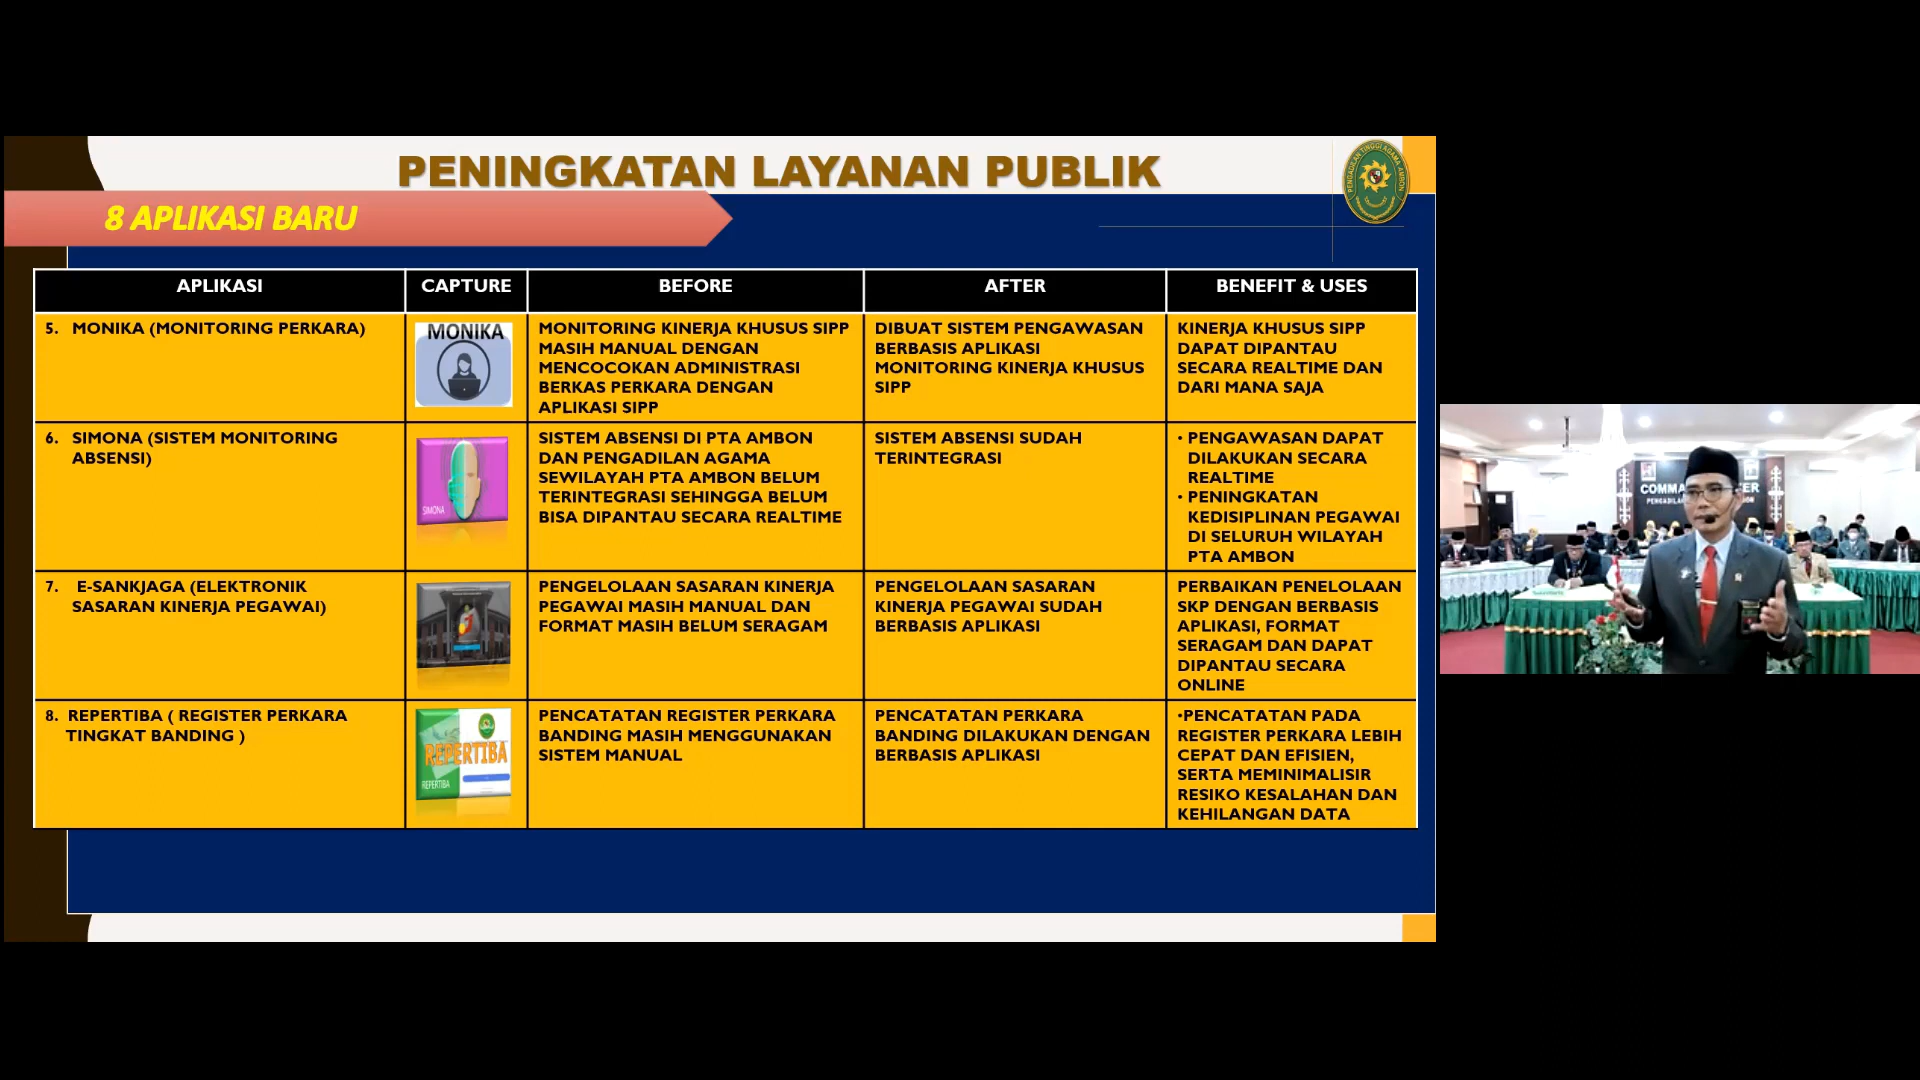 PENINGKATAN LAYANAN PUBLIK
PENGADILAN TINGGI AGAMA AMBON
8 APLIKASI BARU
APLIKASI
CAPTURE
BEFORE
AFTER
BENEFIT & USES
5. MONIKA (MONITORING PERKARA)
MONIKA
MONITORING KINERJA KHUSUS SIPP
MASIH MANUAL DENGAN
MENCOCOKAN ADMINISTRASI
BERKAS PERKARA DENGAN
APLIKASI SIPP
DIBUAT SISTEM PENGAWASAN
BERBASIS APLIKASI
MONITORING KINERJA KHUSUS
SIPP
KINERJA KHUSUS SIPP
DAPAT DIPANTAU
SECARA REALTIME DAN
DARI MANA SAJA
6. SIMONA (SISTEM MONITORING
ABSENSI)
SIMONA
SISTEM ABSENSI DI PTA AMBON
DAN PENGADILAN AGAMA
SEWILAYAH PTA AMBON BELUM
TERINTEGRASI SEHINGGA BELUM
BISA DIPANTAU SECARA REALTIME
SISTEM ABSENSI SUDAH
TERINTEGRASI
• PENGAWASAN DAPAT
DILAKUKAN SECARA
REALTIME
• PENINGKATAN
KEDISIPLINAN PEGAWAI
DI SELURUH WILAYAH
PTA AMBON
7. E-SANKJAGA (ELEKTRONIK
SASARAN KINERJA PEGAWAI)
PENGELOLAAN SASARAN KINERJA
PEGAWAI MASIH MANUAL DAN
FORMAT MASIH BELUM SERAGAM
PENGELOLAAN SASARAN
KINERJA PEGAWAI SUDAH
BERBASIS APLIKASI
PERBAIKAN PENELOLAAN
SKP DENGAN BERBASIS
APLIKASI, FORMAT
SERAGAM DAN DAPAT
DIPANTAU SECARA
ONLINE
8. REPERTIBA ( REGISTER PERKARA
TINGKAT BANDING )
REPERTIBA
REPERTIBA
PENCATATAN REGISTER PERKARA
BANDING MASIH MENGGUNAKAN
SISTEM MANUAL
PENCATATAN PERKARA
BANDING DILAKUKAN DENGAN
BERBASIS APLIKASI
•PENCATATAN PADA
REGISTER PERKARA LEBIH
CEPAT DAN EFISIEN,
SERTA MEMINIMALISIR
RESIKO KESALAHAN DAN
KEHILANGAN DATA